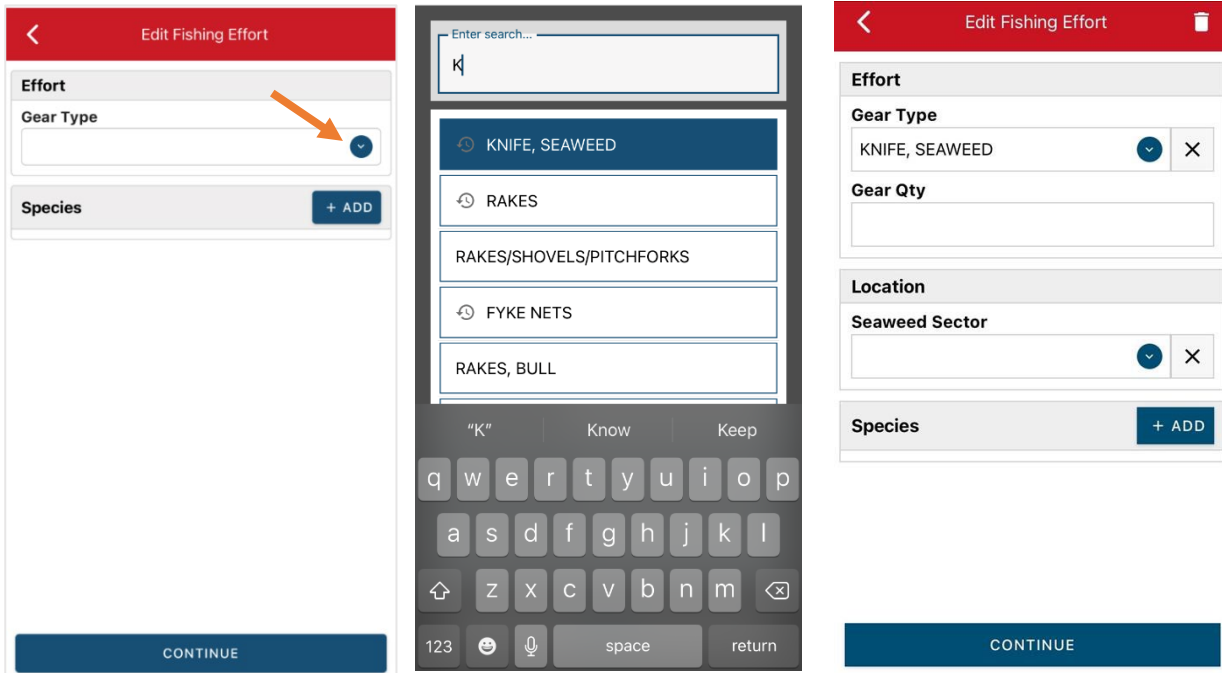 Edit Fishing Effort
Effort
Gear Type
Species
+ ADD
CONTINUE
Enter search...
K
KNIFE, SEAWEED
RAKES
RAKES/SHOVELS/PITCHFORKS
FYKE NETS
RAKES, BULL
“K” Know Keep
q w e r t y u i o p
a s d f g h j k l
z x c v b n m
123 space return
Edit Fishing Effort
Effort
Gear Type
KNIFE, SEAWEED
Gear Qty
Location
Seaweed Sector
Species
+ ADD
CONTINUE